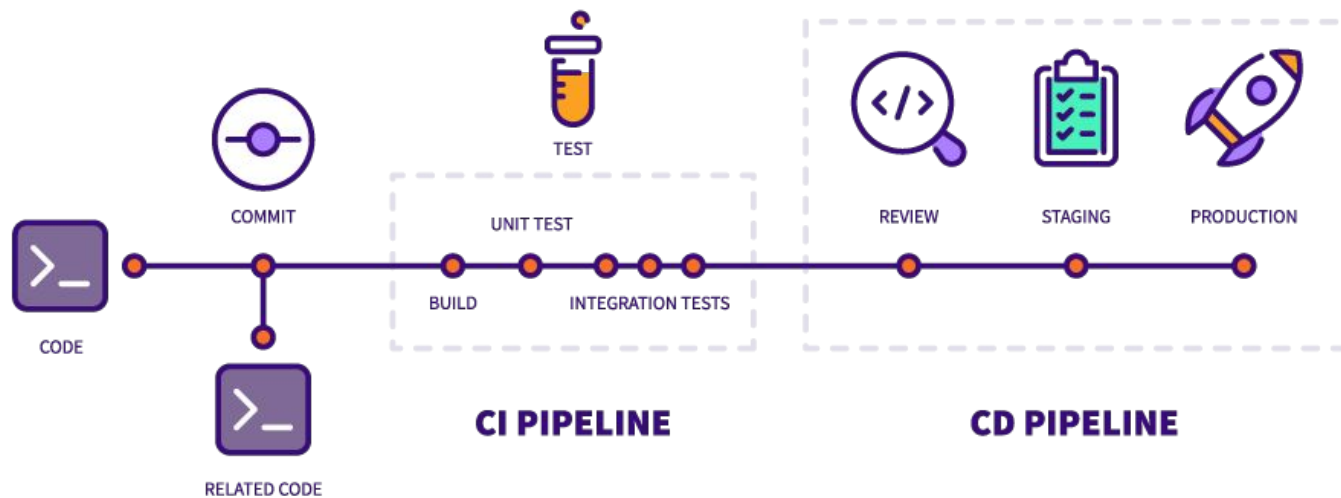 TEST
COMMIT
UNIT TEST
REVIEW
STAGING
PRODUCTION
BUILD
INTEGRATION TESTS
CODE
RELATED CODE
CI PIPELINE
CD PIPELINE